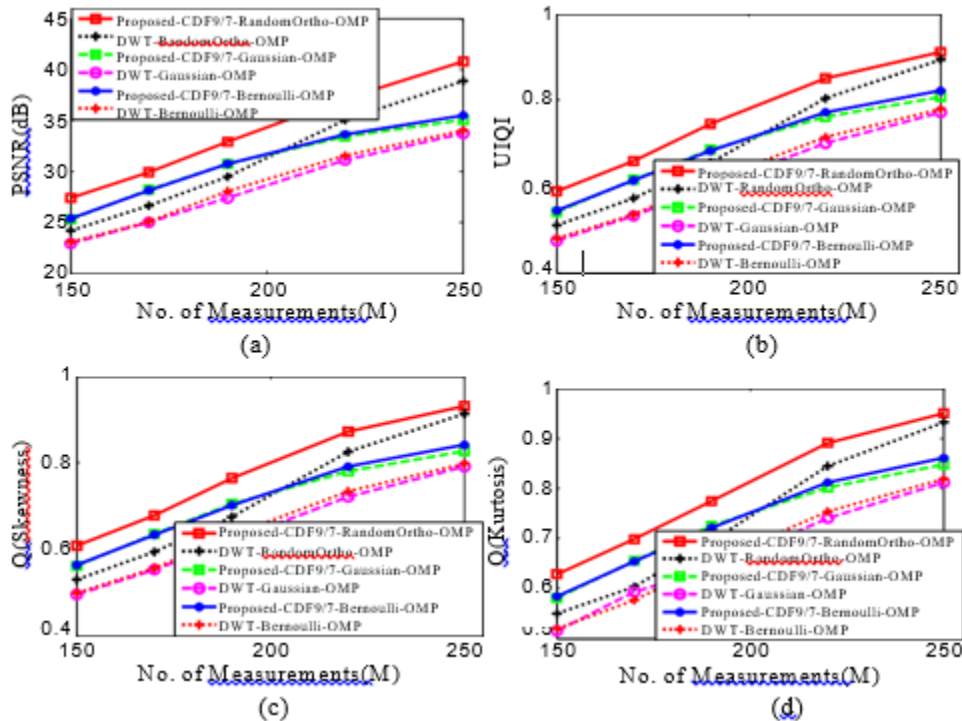 45
40
35
30
25
20
PSNR(dB)
Proposed-CDF9/7-RandomOrtho-OMP
DWT-RandomOrtho-OMP
Proposed-CDF9/7-Gaussian-OMP
DWT-Gaussian-OMP
Proposed-CDF9/7-Bernoulli-OMP
DWT-Bernoulli-OMP
150 200 250
No. of Measurements(M)
(a)
1
0.8
0.6
0.4
UIQI
Proposed-CDF9/7-RandomOrtho-OMP
DWT-RandomOrtho-OMP
Proposed-CDF9/7-Gaussian-OMP
DWT-Gaussian-OMP
Proposed-CDF9/7-Bernoulli-OMP
DWT-Bernoulli-OMP
150 200 250
No. of Measurements(M)
(b)
1
0.8
0.6
0.4
Q(Skewness)
Proposed-CDF9/7-RandomOrtho-OMP
DWT-RandomOrtho-OMP
Proposed-CDF9/7-Gaussian-OMP
DWT-Gaussian-OMP
Proposed-CDF9/7-Bernoulli-OMP
DWT-Bernoulli-OMP
150 200 250
No. of Measurements(M)
(c)
1
0.9
0.8
0.7
0.6
Q(Kurtosis)
Proposed-CDF9/7-RandomOrtho-OMP
DWT-RandomOrtho-OMP
Proposed-CDF9/7-Gaussian-OMP
DWT-Gaussian-OMP
Proposed-CDF9/7-Bernoulli-OMP
DWT-Bernoulli-OMP
150 200 250
No. of Measurements(M)
(d)